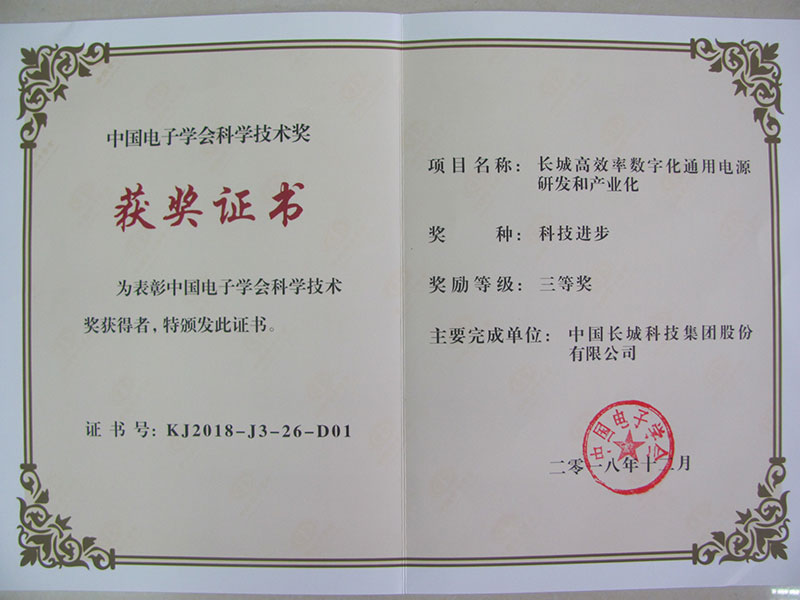 中国电子学会科学技术奖
获奖证书
为表彰中国电子学会科学技术
奖获得者，特颁发此证书。
证书号：KJ2018-J3-26-D01
项目名称：长城高效率数字化通用电源
研发和产业化
奖种：科技进步
奖励等级：三等奖
主要完成单位：中国长城科技集团股份
有限公司
中国电子学会
二零一八年十二月